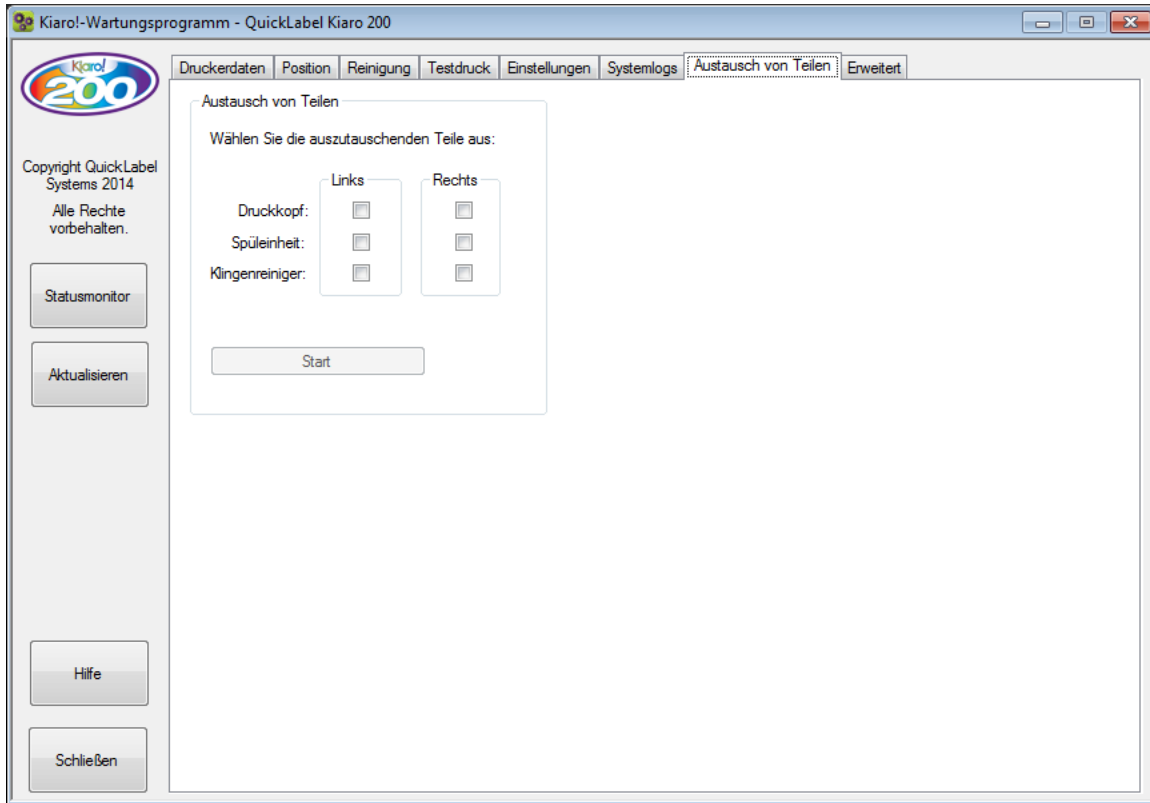 Kiaro!-Wartungsprogramm - QuickLabel Kiaro 200
Kiaro!
200
Copyright QuickLabel
Systems 2014
Alle Rechte
vorbehalten.
Statusmonitor
Aktualisieren
Hilfe
Schließen
Druckerdaten Position Reinigung Testdruck Einstellungen Systemlogs Austausch von Teilen Erweitert
Austausch von Teilen
Wählen Sie die auszutauschenden Teile aus:
Links Rechts
Druckkopf:
Spüleinheit:
Klingenreiniger:
Start